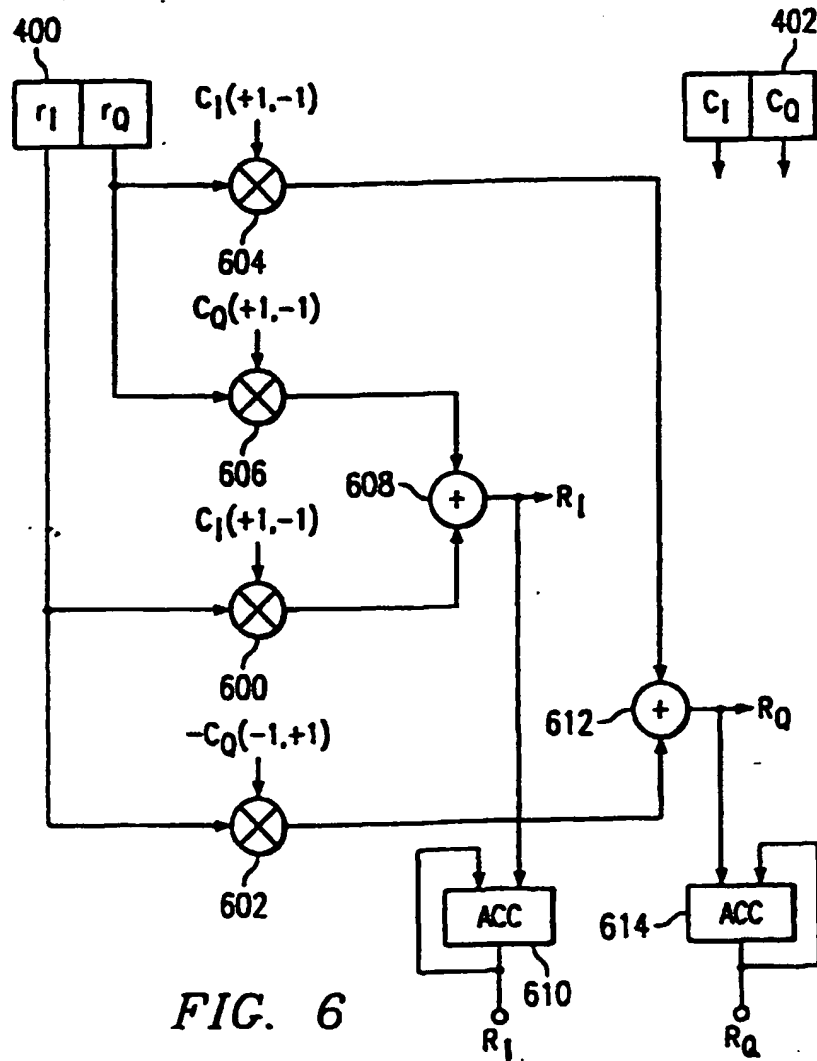 400
402
r_I r_Q
C_I(+1,-1)
C_I C_Q
604
C_Q(+1,-1)
606
608
+
R_I
C_I(+1,-1)
600
612
+
R_Q
-C_Q(-1,+1)
602
ACC
614
ACC
610
FIG. 6
R_I
R_Q